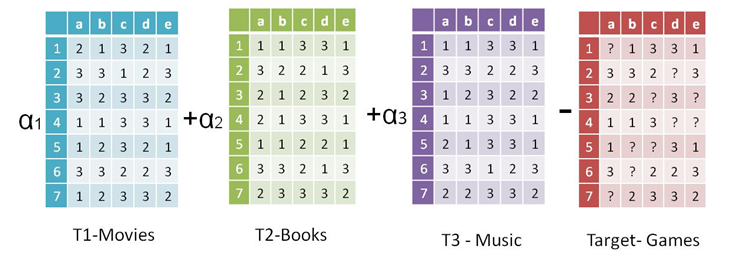 α1
a b c d e
1 2 1 3 2 1
2 3 3 1 2 3
3 3 2 3 3 2
4 1 1 3 3 1
5 1 2 3 2 1
6 3 3 2 2 3
7 1 2 3 3 2
T1-Movies
+α2
a b c d e
1 1 1 3 3 1
2 3 2 2 1 3
3 2 1 2 3 2
4 2 1 3 3 1
5 1 1 2 2 1
6 3 2 2 1 3
7 2 3 3 3 2
T2-Books
+α3
a b c d e
1 1 1 3 3 1
2 3 3 2 2 3
3 1 2 3 2 2
4 1 1 3 3 1
5 2 1 3 3 1
6 3 3 1 2 3
7 2 2 3 3 2
T3 - Music
-
a b c d e
1 ? 1 3 3 1
2 3 3 2 ? 3
3 2 2 ? 3 ?
4 1 1 3 ? ?
5 1 ? ? 3 1
6 3 ? 2 2 3
7 ? 2 3 3 2
Target- Games